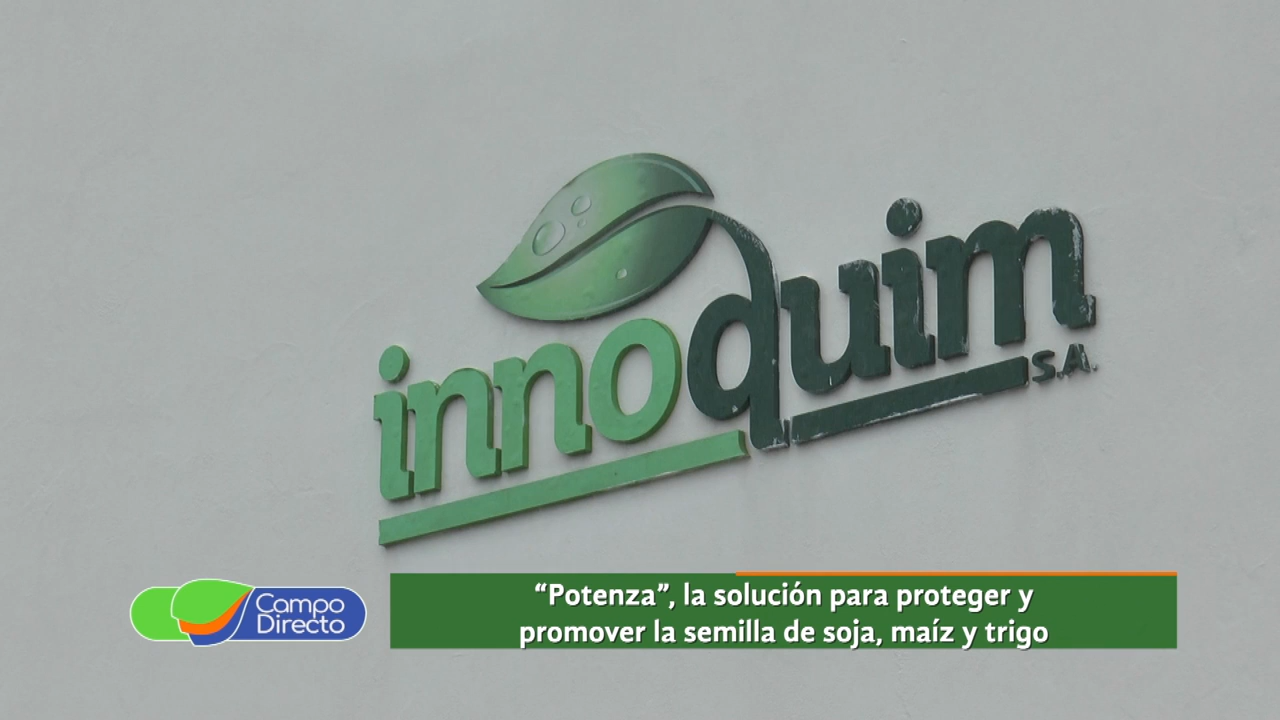 innoquim
S.A.
Campo
Directo
“Potenza”, la solución para proteger y
promover la semilla de soja, maíz y trigo